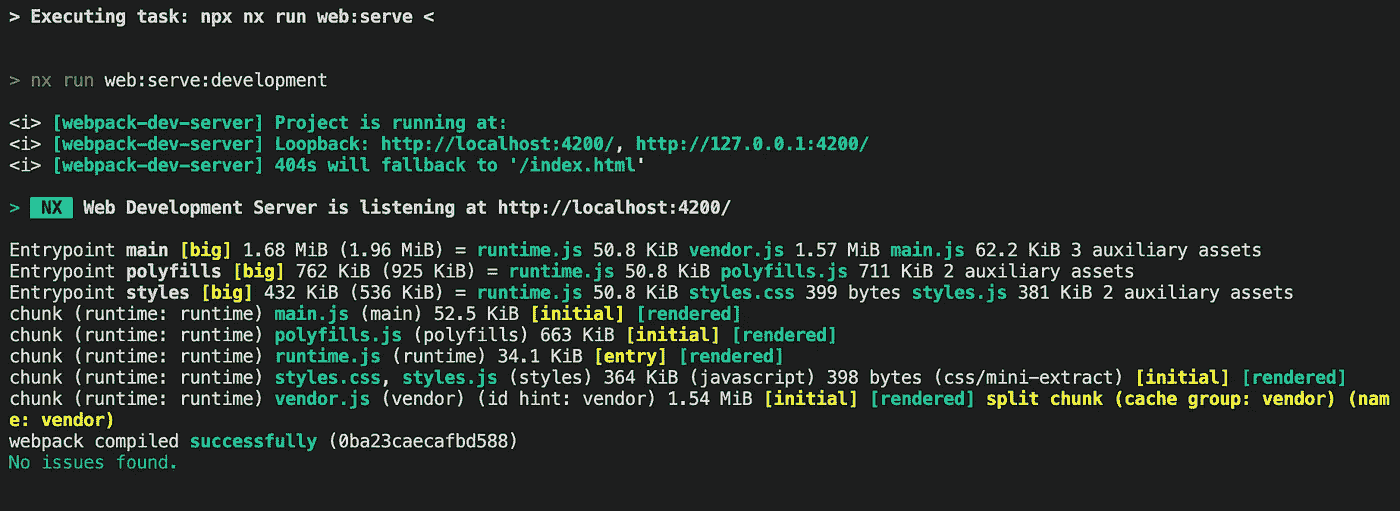 > Executing task: npx nx run web:serve <
> nx run web:serve:development
<i> [webpack-dev-server] Project is running at:
<i> [webpack-dev-server] Loopback: http://localhost:4200/, http://127.0.0.1:4200/
<i> [webpack-dev-server] 404s will fallback to '/index.html'
> NX Web Development Server is listening at http://localhost:4200/
Entrypoint main [big] 1.68 MiB (1.96 MiB) = runtime.js 50.8 KiB vendor.js 1.57 MiB main.js 62.2 KiB 3 auxiliary assets
Entrypoint polyfills [big] 762 KiB (925 KiB) = runtime.js 50.8 KiB polyfills.js 711 KiB 2 auxiliary assets
Entrypoint styles [big] 432 KiB (536 KiB) = runtime.js 50.8 KiB styles.css 399 bytes styles.js 381 KiB 2 auxiliary assets
chunk (runtime: runtime) main.js (main) 52.5 KiB [initial] [rendered]
chunk (runtime: runtime) polyfills.js (polyfills) 663 KiB [initial] [rendered]
chunk (runtime: runtime) runtime.js (runtime) 34.1 KiB [entry] [rendered]
chunk (runtime: runtime) styles.css, styles.js (styles) 364 KiB (javascript) 398 bytes (css/mini-extract) [initial] [rendered]
chunk (runtime: runtime) vendor.js (vendor) (id hint: vendor) 1.54 MiB [initial] [rendered] split chunk (cache group: vendor) (nam
e: vendor)
webpack compiled successfully (0ba23caecafbd588)
No issues found.